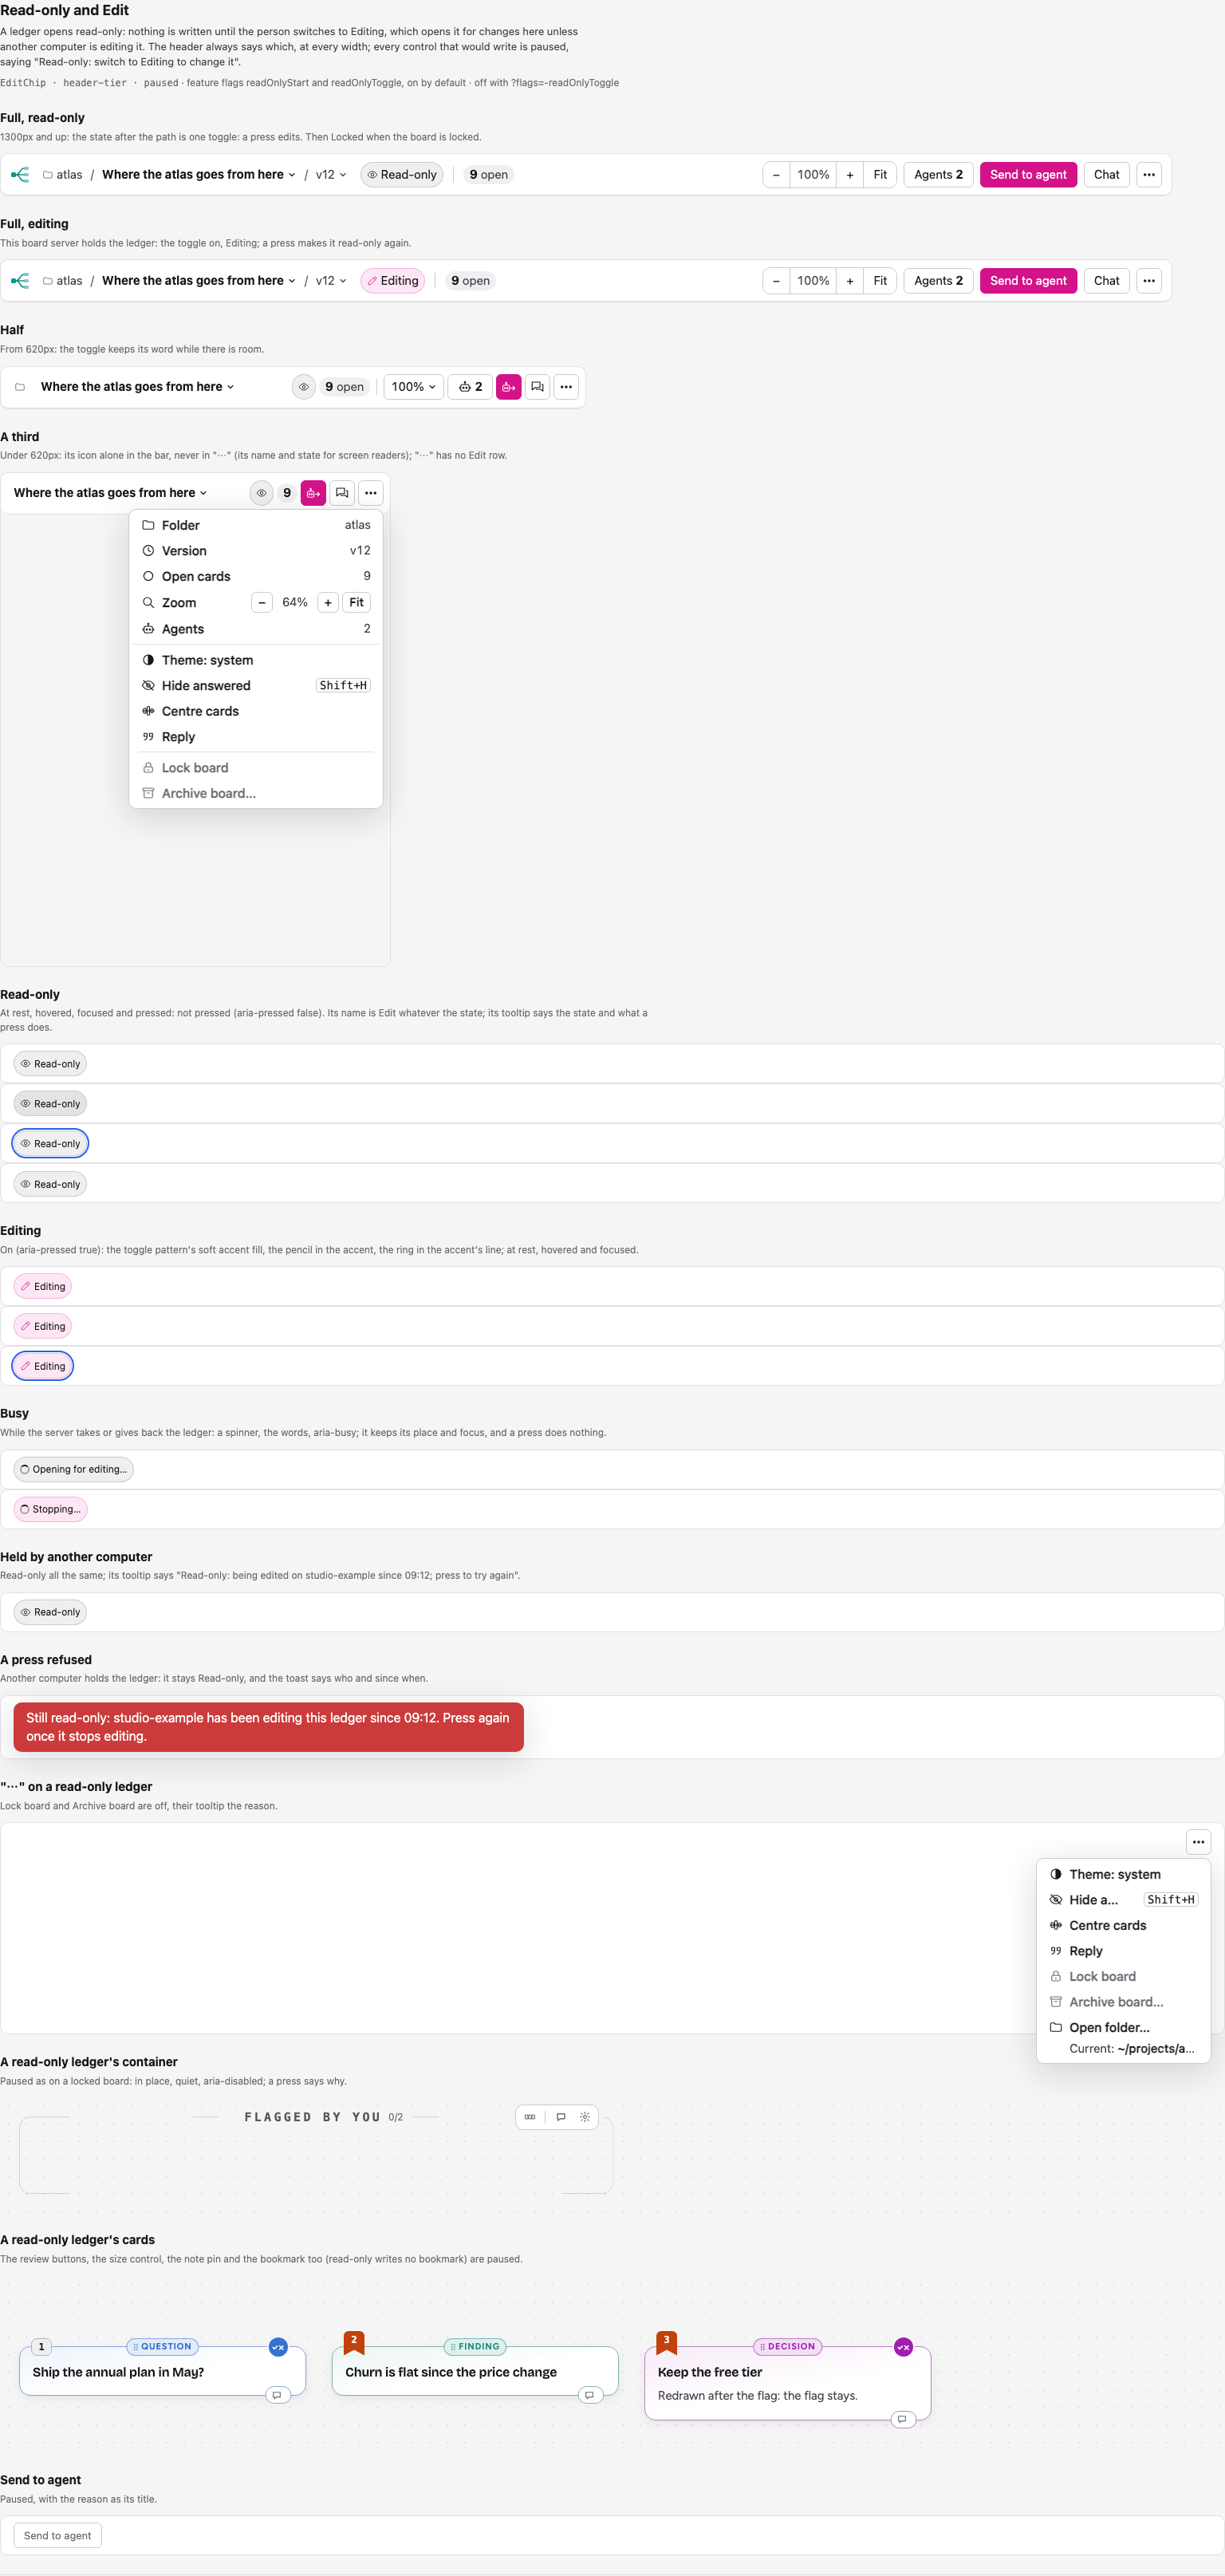 Read-only and Edit
A ledger opens read-only: nothing is written until the person switches to Editing, which opens it for changes here unless
another computer is editing it. The header always says which, at every width; every control that would write is paused,
saying "Read-only: switch to Editing to change it".
EditChip · header-tier · paused · feature flags readOnlyStart and readOnlyToggle, on by default · off with ?flags=-readOnlyToggle
Full, read-only
1300px and up: the state after the path is one toggle: a press edits. Then Locked when the board is locked.
atlas / Where the atlas goes from here / v12 Read-only 9 open − 100% + Fit Agents 2 Send to agent Chat ···
Full, editing
This board server holds the ledger: the toggle on, Editing; a press makes it read-only again.
atlas / Where the atlas goes from here / v12 Editing 9 open − 100% + Fit Agents 2 Send to agent Chat ···
Half
From 620px: the toggle keeps its word while there is room.
Where the atlas goes from here 9 open 100% 2 ···
A third
Under 620px: its icon alone in the bar, never in "···" (its name and state for screen readers); "···" has no Edit row.
Where the atlas goes from here 9 ···
Folder atlas
Version v12
Open cards 9
Zoom − 64% + Fit
Agents 2
Theme: system
Hide answered Shift+H
Centre cards
Reply
Lock board
Archive board...
Read-only
At rest, hovered, focused and pressed: not pressed (aria-pressed false). Its name is Edit whatever the state; its tooltip says the state and what a
press does.
Read-only
Read-only
Read-only
Read-only
Editing
On (aria-pressed true): the toggle pattern's soft accent fill, the pencil in the accent, the ring in the accent's line; at rest, hovered and focused.
Editing
Editing
Editing
Busy
While the server takes or gives back the ledger: a spinner, the words, aria-busy; it keeps its place and focus, and a press does nothing.
Opening for editing...
Stopping...
Held by another computer
Read-only all the same; its tooltip says "Read-only: being edited on studio-example since 09:12; press to try again".
Read-only
A press refused
Another computer holds the ledger: it stays Read-only, and the toast says who and since when.
Still read-only: studio-example has been editing this ledger since 09:12. Press again
once it stops editing.
"···" on a read-only ledger
Lock board and Archive board are off, their tooltip the reason.
···
Theme: system
Hide a... Shift+H
Centre cards
Reply
Lock board
Archive board...
Open folder...
Current: ~/projects/a...
A read-only ledger's container
Paused as on a locked board: in place, quiet, aria-disabled; a press says why.
FLAGGED BY YOU 0/2
A read-only ledger's cards
The review buttons, the size control, the note pin and the bookmark too (read-only writes no bookmark) are paused.
1 QUESTION
Ship the annual plan in May?
2 FINDING
Churn is flat since the price change
3 DECISION
Keep the free tier
Redrawn after the flag: the flag stays.
Send to agent
Paused, with the reason as its title.
Send to agent